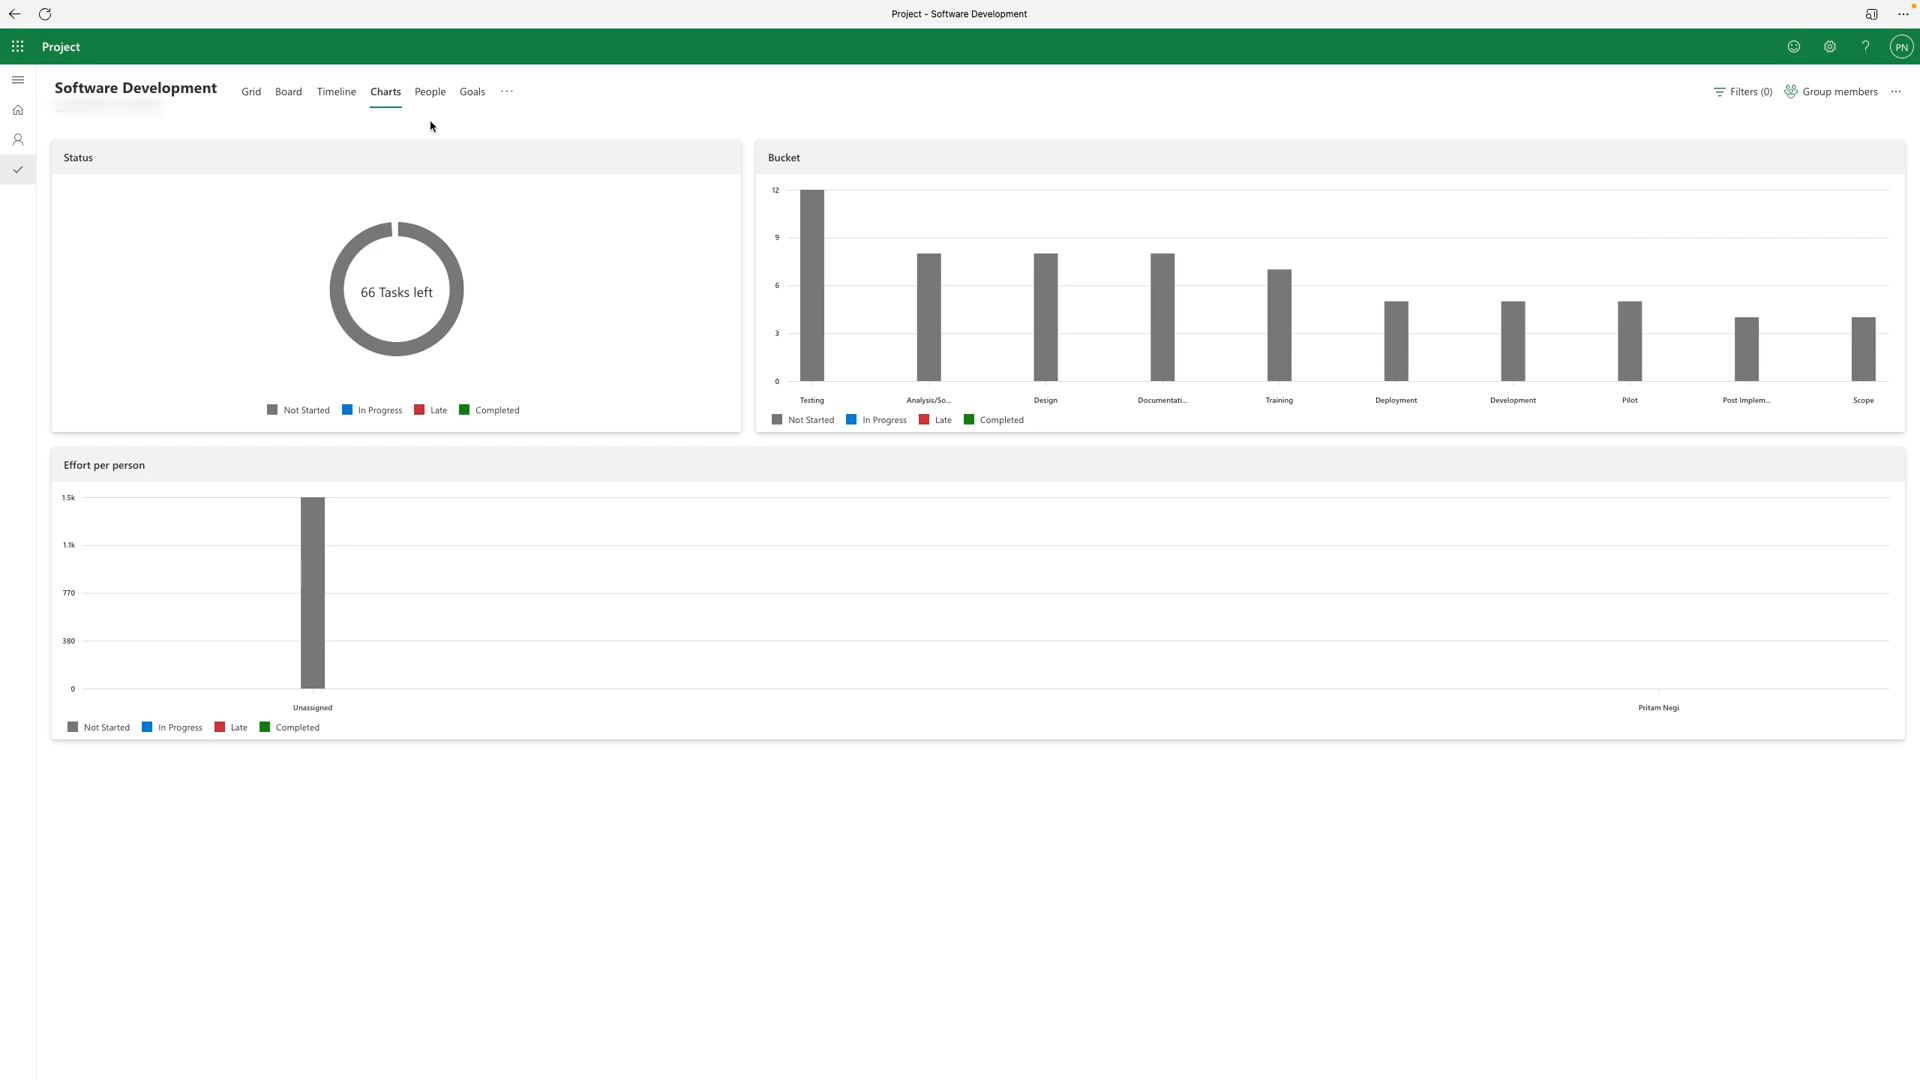 Project - Software Development
Project
PN
Software Development
Grid Board Timeline Charts People Goals ...
Filters (0) Group members ...
Status
66 Tasks left
Not Started In Progress Late Completed
Bucket
12
9
6
3
0
Testing Analysis/So... Design Documentati... Training Deployment Development Pilot Post Implem... Scope
Not Started In Progress Late Completed
Effort per person
1.5k
1.1k
770
380
0
Unassigned Pritam Negi
Not Started In Progress Late Completed